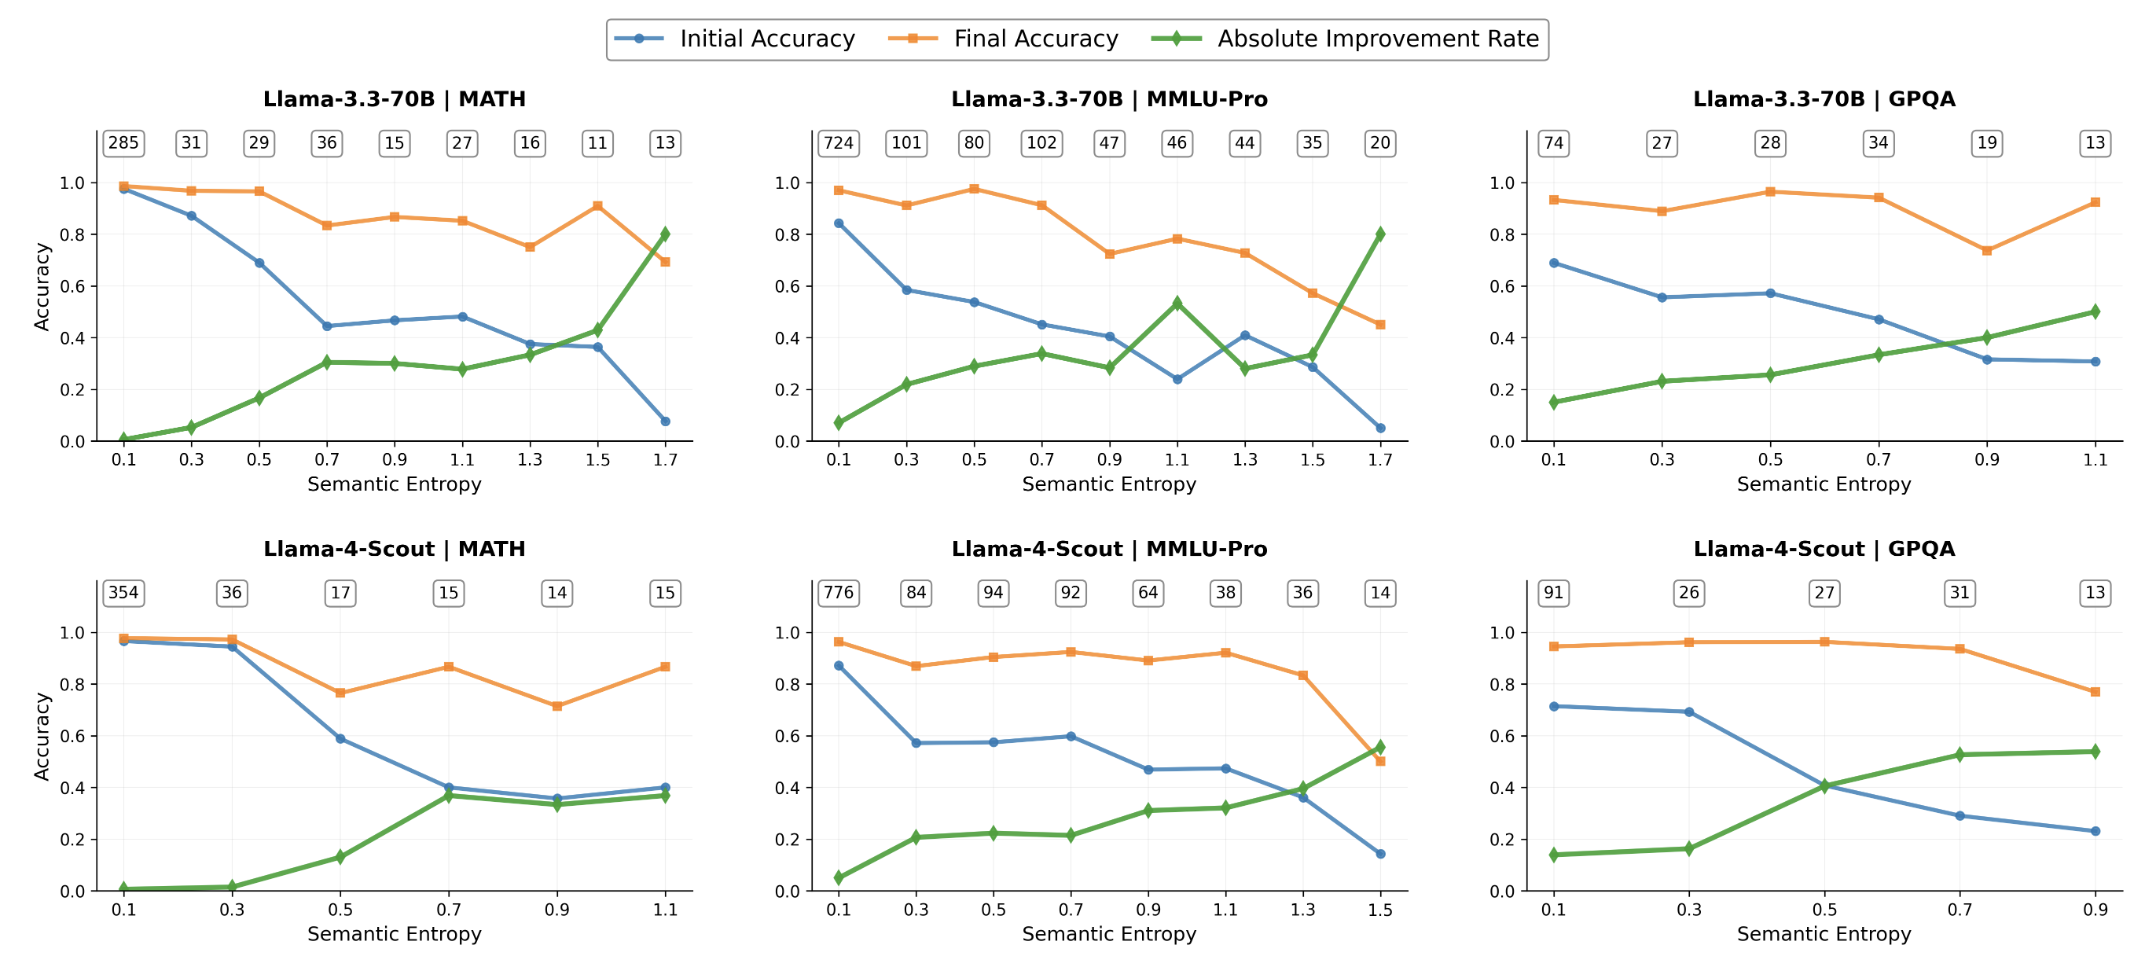 Initial Accuracy Final Accuracy Absolute Improvement Rate
Llama-3.3-70B | MATH
285 31 29 36 15 27 16 11 13
1.0
0.8
0.6
0.4
0.2
0.0
Accuracy
0.1 0.3 0.5 0.7 0.9 1.1 1.3 1.5 1.7
Semantic Entropy
Llama-3.3-70B | MMLU-Pro
724 101 80 102 47 46 44 35 20
1.0
0.8
0.6
0.4
0.2
0.0
0.1 0.3 0.5 0.7 0.9 1.1 1.3 1.5 1.7
Semantic Entropy
Llama-3.3-70B | GPQA
74 27 28 34 19 13
1.0
0.8
0.6
0.4
0.2
0.0
0.1 0.3 0.5 0.7 0.9 1.1
Semantic Entropy
Llama-4-Scout | MATH
354 36 17 15 14 15
1.0
0.8
0.6
0.4
0.2
0.0
Accuracy
0.1 0.3 0.5 0.7 0.9 1.1
Semantic Entropy
Llama-4-Scout | MMLU-Pro
776 84 94 92 64 38 36 14
1.0
0.8
0.6
0.4
0.2
0.0
0.1 0.3 0.5 0.7 0.9 1.1 1.3 1.5
Semantic Entropy
Llama-4-Scout | GPQA
91 26 27 31 13
1.0
0.8
0.6
0.4
0.2
0.0
0.1 0.3 0.5 0.7 0.9
Semantic Entropy